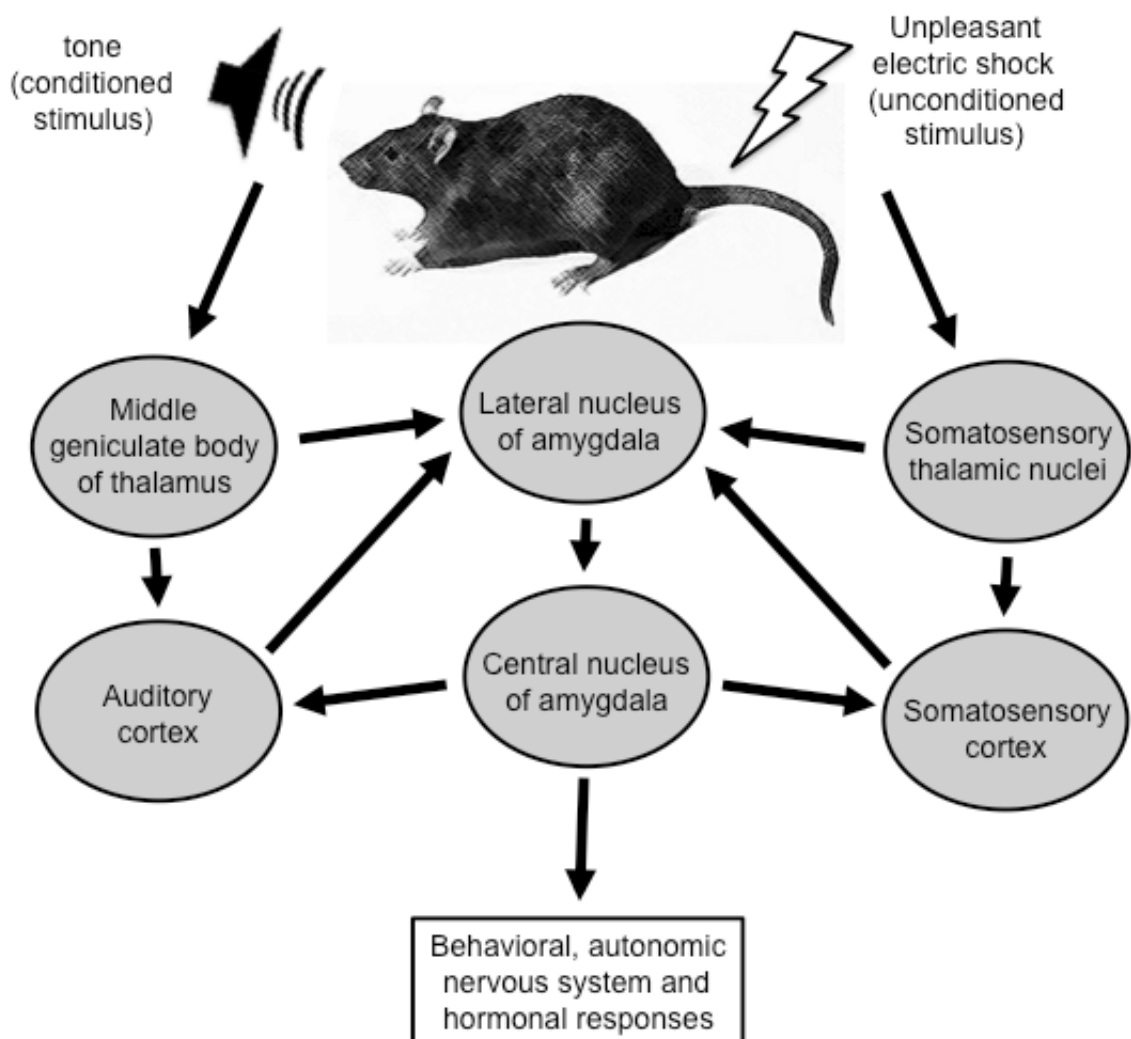 tone
(conditioned
stimulus)
Unpleasant
electric shock
(unconditioned
stimulus)
Middle
geniculate body
of thalamus
Lateral nucleus
of amygdala
Somatosensory
thalamic nuclei
Auditory
cortex
Central nucleus
of amygdala
Somatosensory
cortex
Behavioral, autonomic
nervous system and
hormonal responses